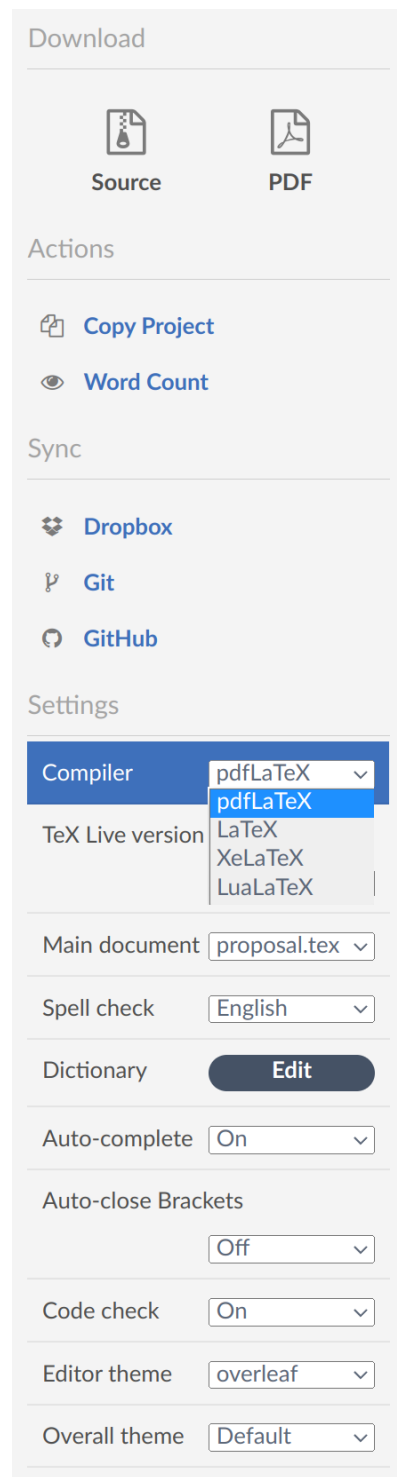 Download
Source PDF
Actions
Copy Project
Word Count
Sync
Dropbox
Git
GitHub
Settings
Compiler pdfLaTeX
pdfLaTeX
TeX Live version LaTeX
XeLaTeX
LuaLaTeX
Main document proposal.tex
Spell check English
Dictionary Edit
Auto-complete On
Auto-close Brackets
Off
Code check On
Editor theme overleaf
Overall theme Default